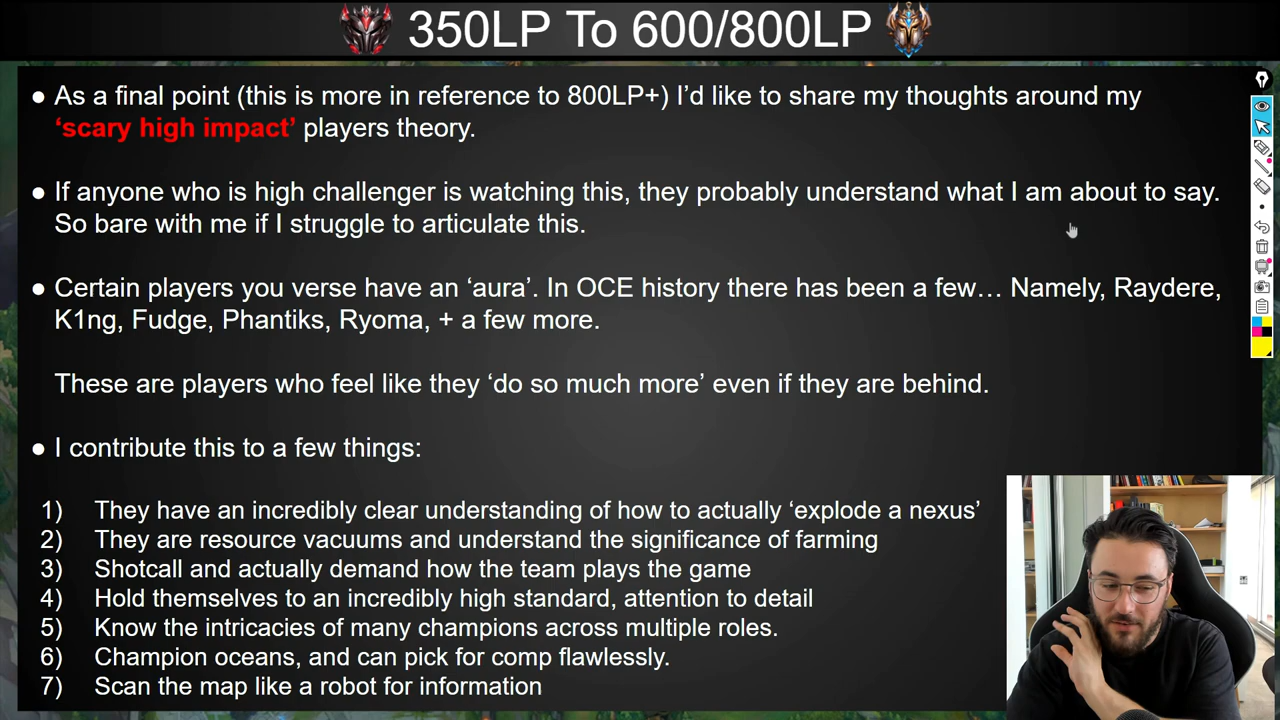 350LP To 600/800LP
● As a final point (this is more in reference to 800LP+) I'd like to share my thoughts around my
'scary high impact' players theory.
● If anyone who is high challenger is watching this, they probably understand what I am about to say.
So bare with me if I struggle to articulate this.
● Certain players you verse have an 'aura'. In OCE history there has been a few… Namely, Raydere,
K1ng, Fudge, Phantiks, Ryoma, + a few more.
These are players who feel like they 'do so much more' even if they are behind.
● I contribute this to a few things:
1) They have an incredibly clear understanding of how to actually 'explode a nexus'
2) They are resource vacuums and understand the significance of farming
3) Shotcall and actually demand how the team plays the game
4) Hold themselves to an incredibly high standard, attention to detail
5) Know the intricacies of many champions across multiple roles.
6) Champion oceans, and can pick for comp flawlessly.
7) Scan the map like a robot for information